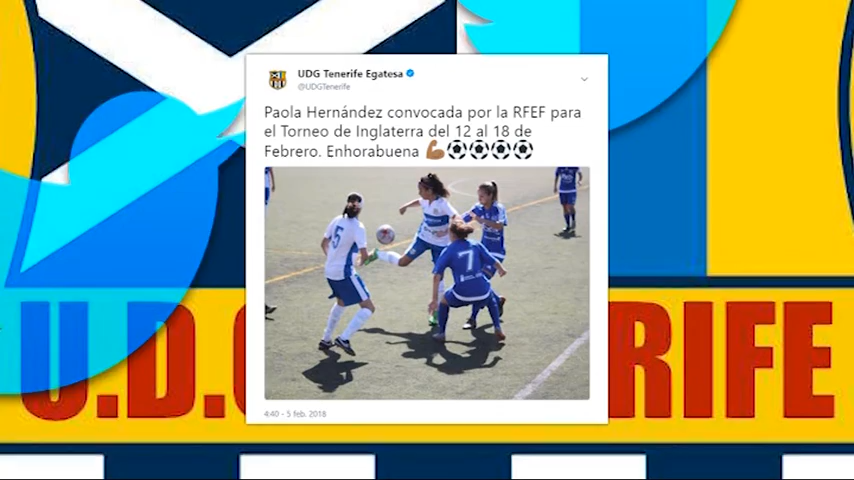 UDG Tenerife Egatesa
@UDGTenerife
Paola Hernández convocada por la RFEF para
el Torneo de Inglaterra del 12 al 18 de
Febrero. Enhorabuena 💪🏽⚽⚽⚽⚽
5
7
U.D.G RIFE
4:40 - 5 feb. 2018